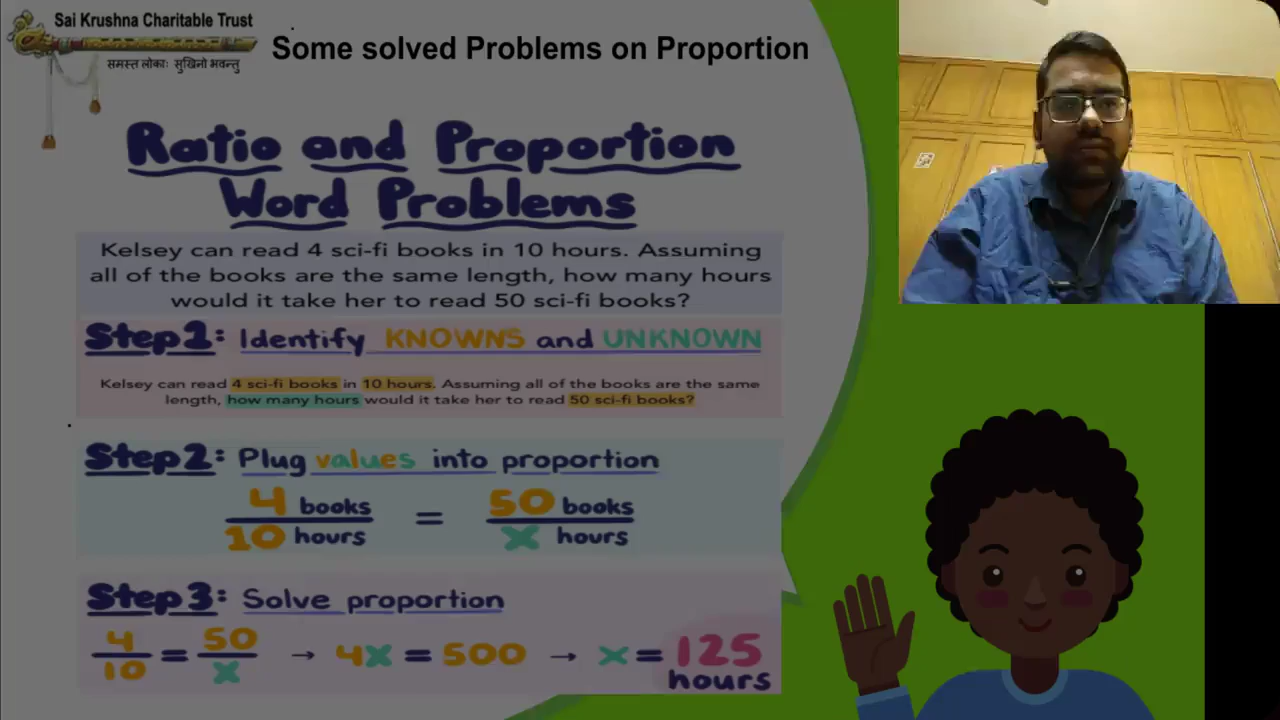 Sai Krushna Charitable Trust
समस्त लोकाः सुखिनो भवन्तु
Some solved Problems on Proportion
Ratio and Proportion
Word Problems
Kelsey can read 4 sci-fi books in 10 hours. Assuming
all of the books are the same length, how many hours
would it take her to read 50 sci-fi books?
Step 1: Identify KNOWNS and UNKNOWN
Kelsey can read 4 sci-fi books in 10 hours. Assuming all of the books are the same
length, how many hours would it take her to read 50 sci-fi books?
Step 2: Plug values into proportion
4 books / 10 hours = 50 books / x hours
Step 3: Solve proportion
4/10 = 50/x → 4x = 500 → x = 125 hours